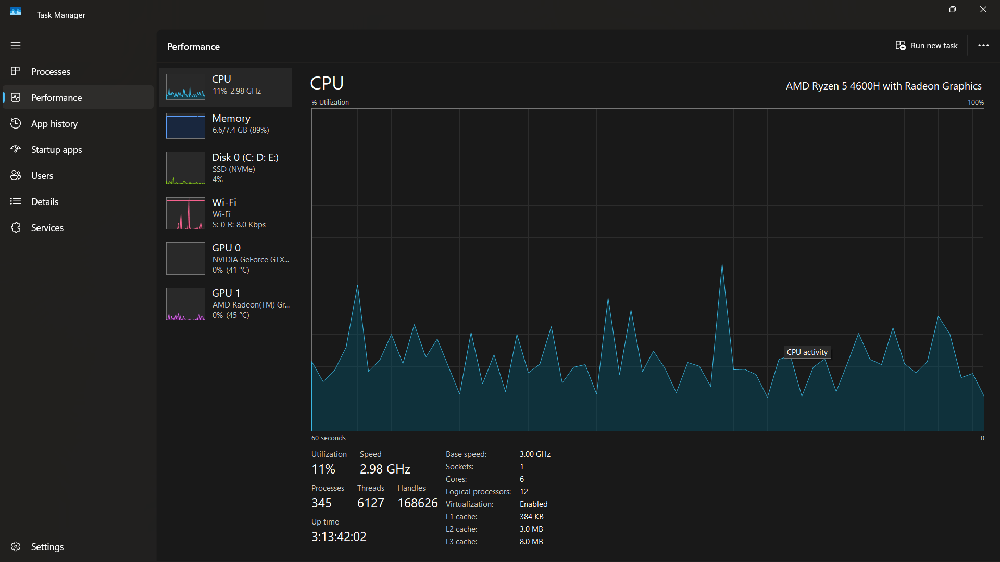 Task Manager
Processes
Performance
App history
Startup apps
Users
Details
Services
Settings
Performance
Run new task
CPU
11% 2.98 GHz
Memory
6.6/7.4 GB (89%)
Disk 0 (C: D: E:)
SSD (NVMe)
4%
Wi-Fi
Wi-Fi
S: 0 R: 8.0 Kbps
GPU 0
NVIDIA GeForce GTX...
0% (41 °C)
GPU 1
AMD Radeon(TM) Gr...
0% (45 °C)
CPU
AMD Ryzen 5 4600H with Radeon Graphics
% Utilization
100%
CPU activity
60 seconds
0
Utilization Speed
11% 2.98 GHz
Processes Threads Handles
345 6127 168626
Up time
3:13:42:02
Base speed: 3.00 GHz
Sockets: 1
Cores: 6
Logical processors: 12
Virtualization: Enabled
L1 cache: 384 KB
L2 cache: 3.0 MB
L3 cache: 8.0 MB